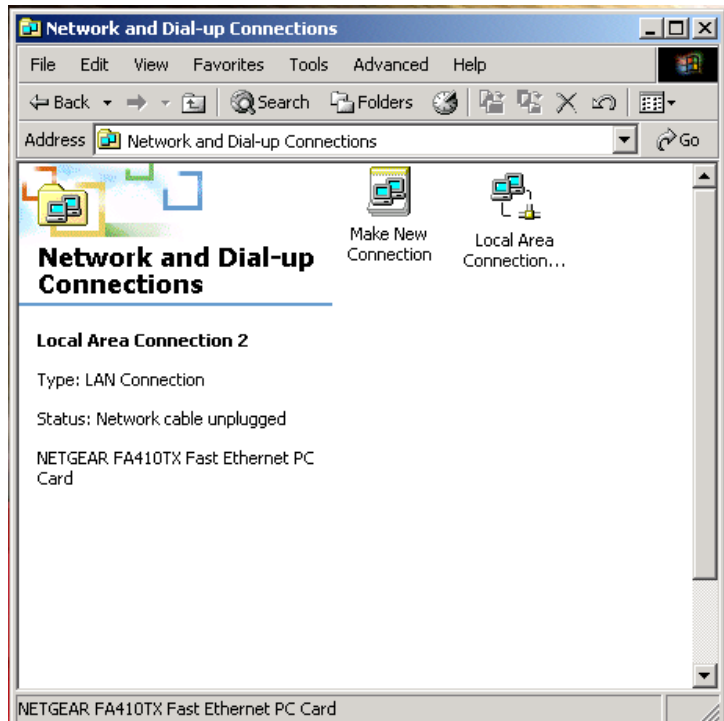 Network and Dial-up Connections
File Edit View Favorites Tools Advanced Help
Back Search Folders
Address Network and Dial-up Connections Go
Network and Dial-up
Connections
Make New
Connection
Local Area
Connection...
Local Area Connection 2
Type: LAN Connection
Status: Network cable unplugged
NETGEAR FA410TX Fast Ethernet PC
Card
NETGEAR FA410TX Fast Ethernet PC Card